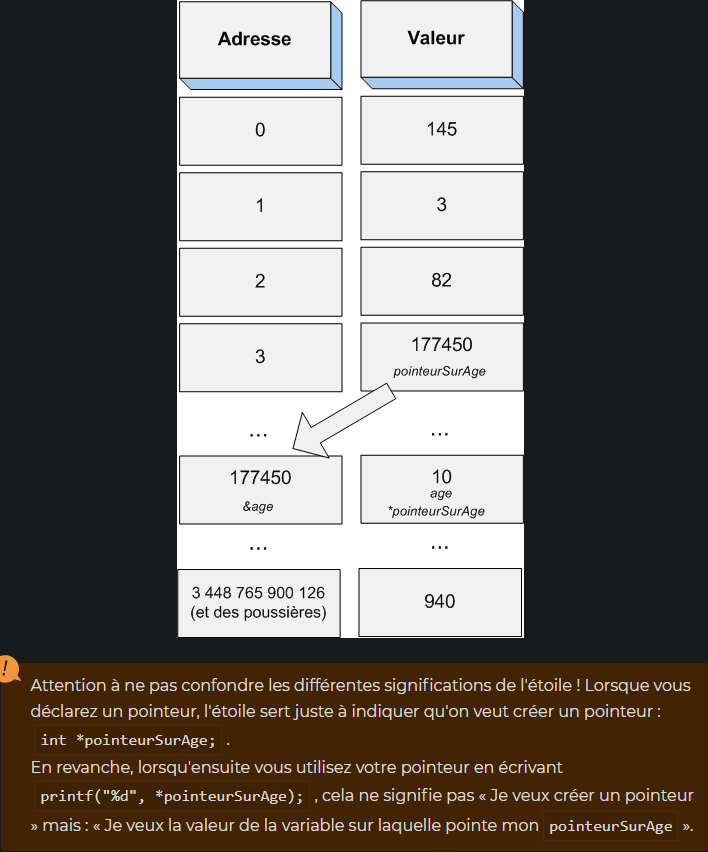 Adresse Valeur
0 145
1 3
2 82
3 177450
pointeurSurAge
... ...
177450 10
&age age
*pointeurSurAge
... ...
3 448 765 900 126 940
(et des poussières)
!
Attention à ne pas confondre les différentes significations de l'étoile ! Lorsque vous
déclarez un pointeur, l'étoile sert juste à indiquer qu'on veut créer un pointeur :
int *pointeurSurAge; .
En revanche, lorsqu'ensuite vous utilisez votre pointeur en écrivant
printf("%d", *pointeurSurAge); , cela ne signifie pas « Je veux créer un pointeur
» mais : « Je veux la valeur de la variable sur laquelle pointe mon pointeurSurAge ».